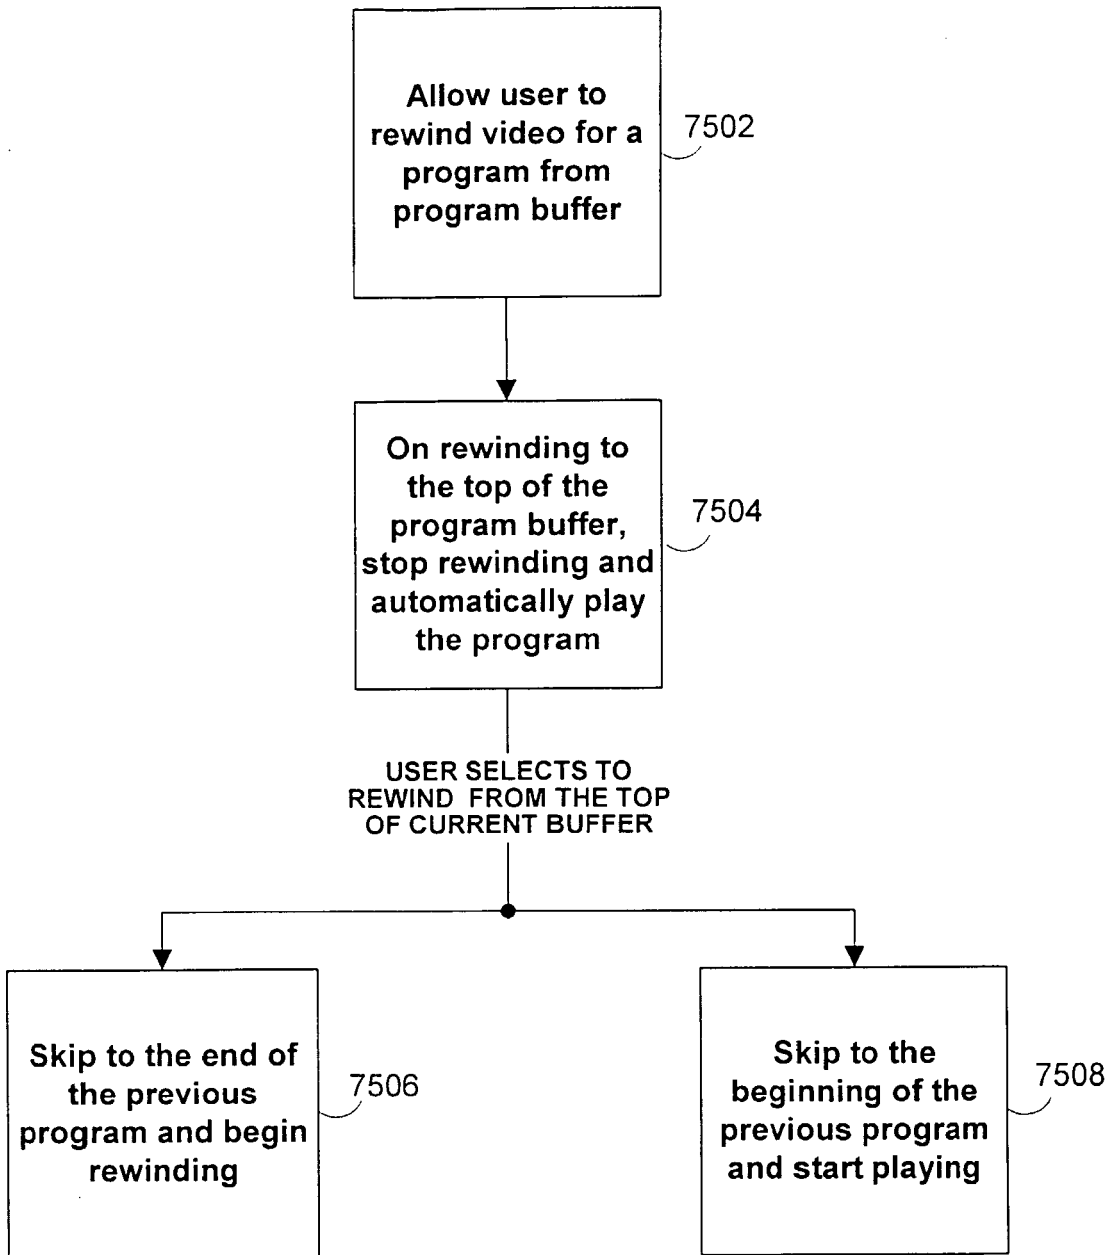 Allow user to
rewind video for a
program from
program buffer
7502
On rewinding to
the top of the
program buffer,
stop rewinding and
automatically play
the program
7504
USER SELECTS TO
REWIND FROM THE TOP
OF CURRENT BUFFER
Skip to the end of
the previous
program and begin
rewinding
7506
Skip to the
beginning of the
previous program
and start playing
7508